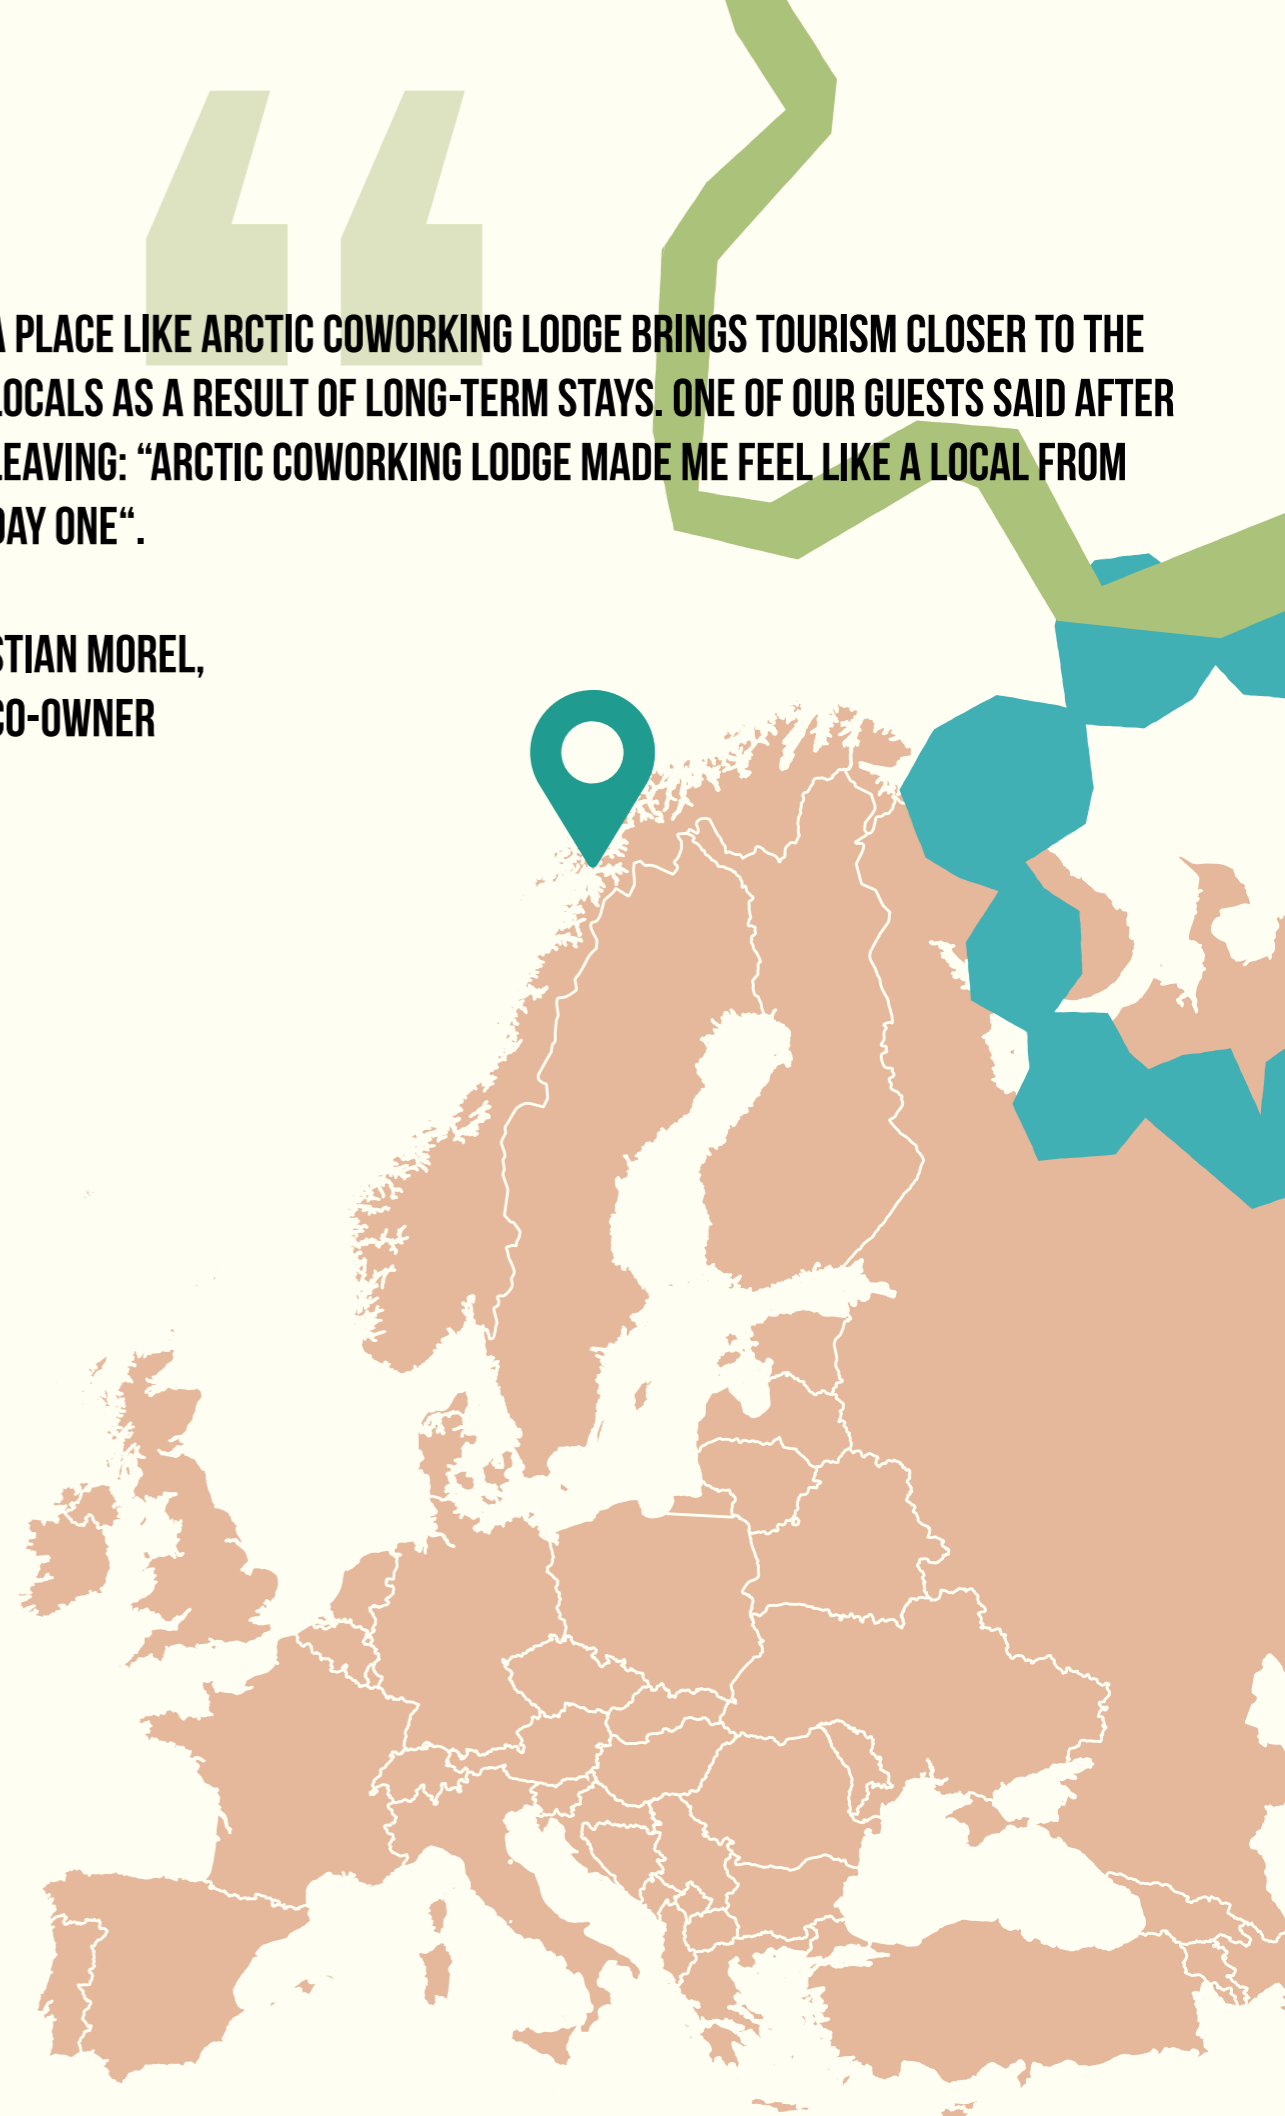 A PLACE LIKE ARCTIC COWORKING LODGE BRINGS TOURISM CLOSER TO THE
LOCALS AS A RESULT OF LONG-TERM STAYS. ONE OF OUR GUESTS SAID AFTER
LEAVING: “ARCTIC COWORKING LODGE MADE ME FEEL LIKE A LOCAL FROM
DAY ONE“.
STIAN MOREL,
CO-OWNER